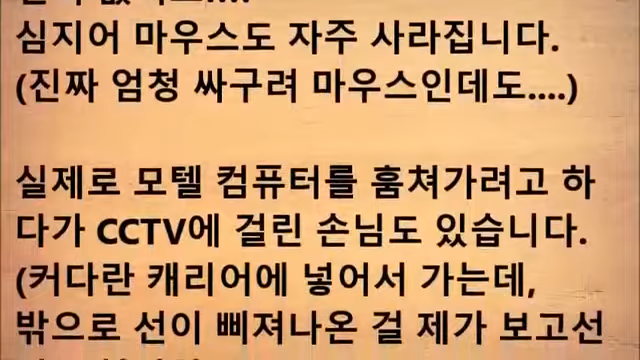 심지어 마우스도 자주 사라집니다.
(진짜 엄청 싸구려 마우스인데도....)
실제로 모텔 컴퓨터를 훔쳐가려고 하
다가 CCTV에 걸린 손님도 있습니다.
(커다란 캐리어에 넣어서 가는데,
밖으로 선이 삐져나온 걸 제가 보고선